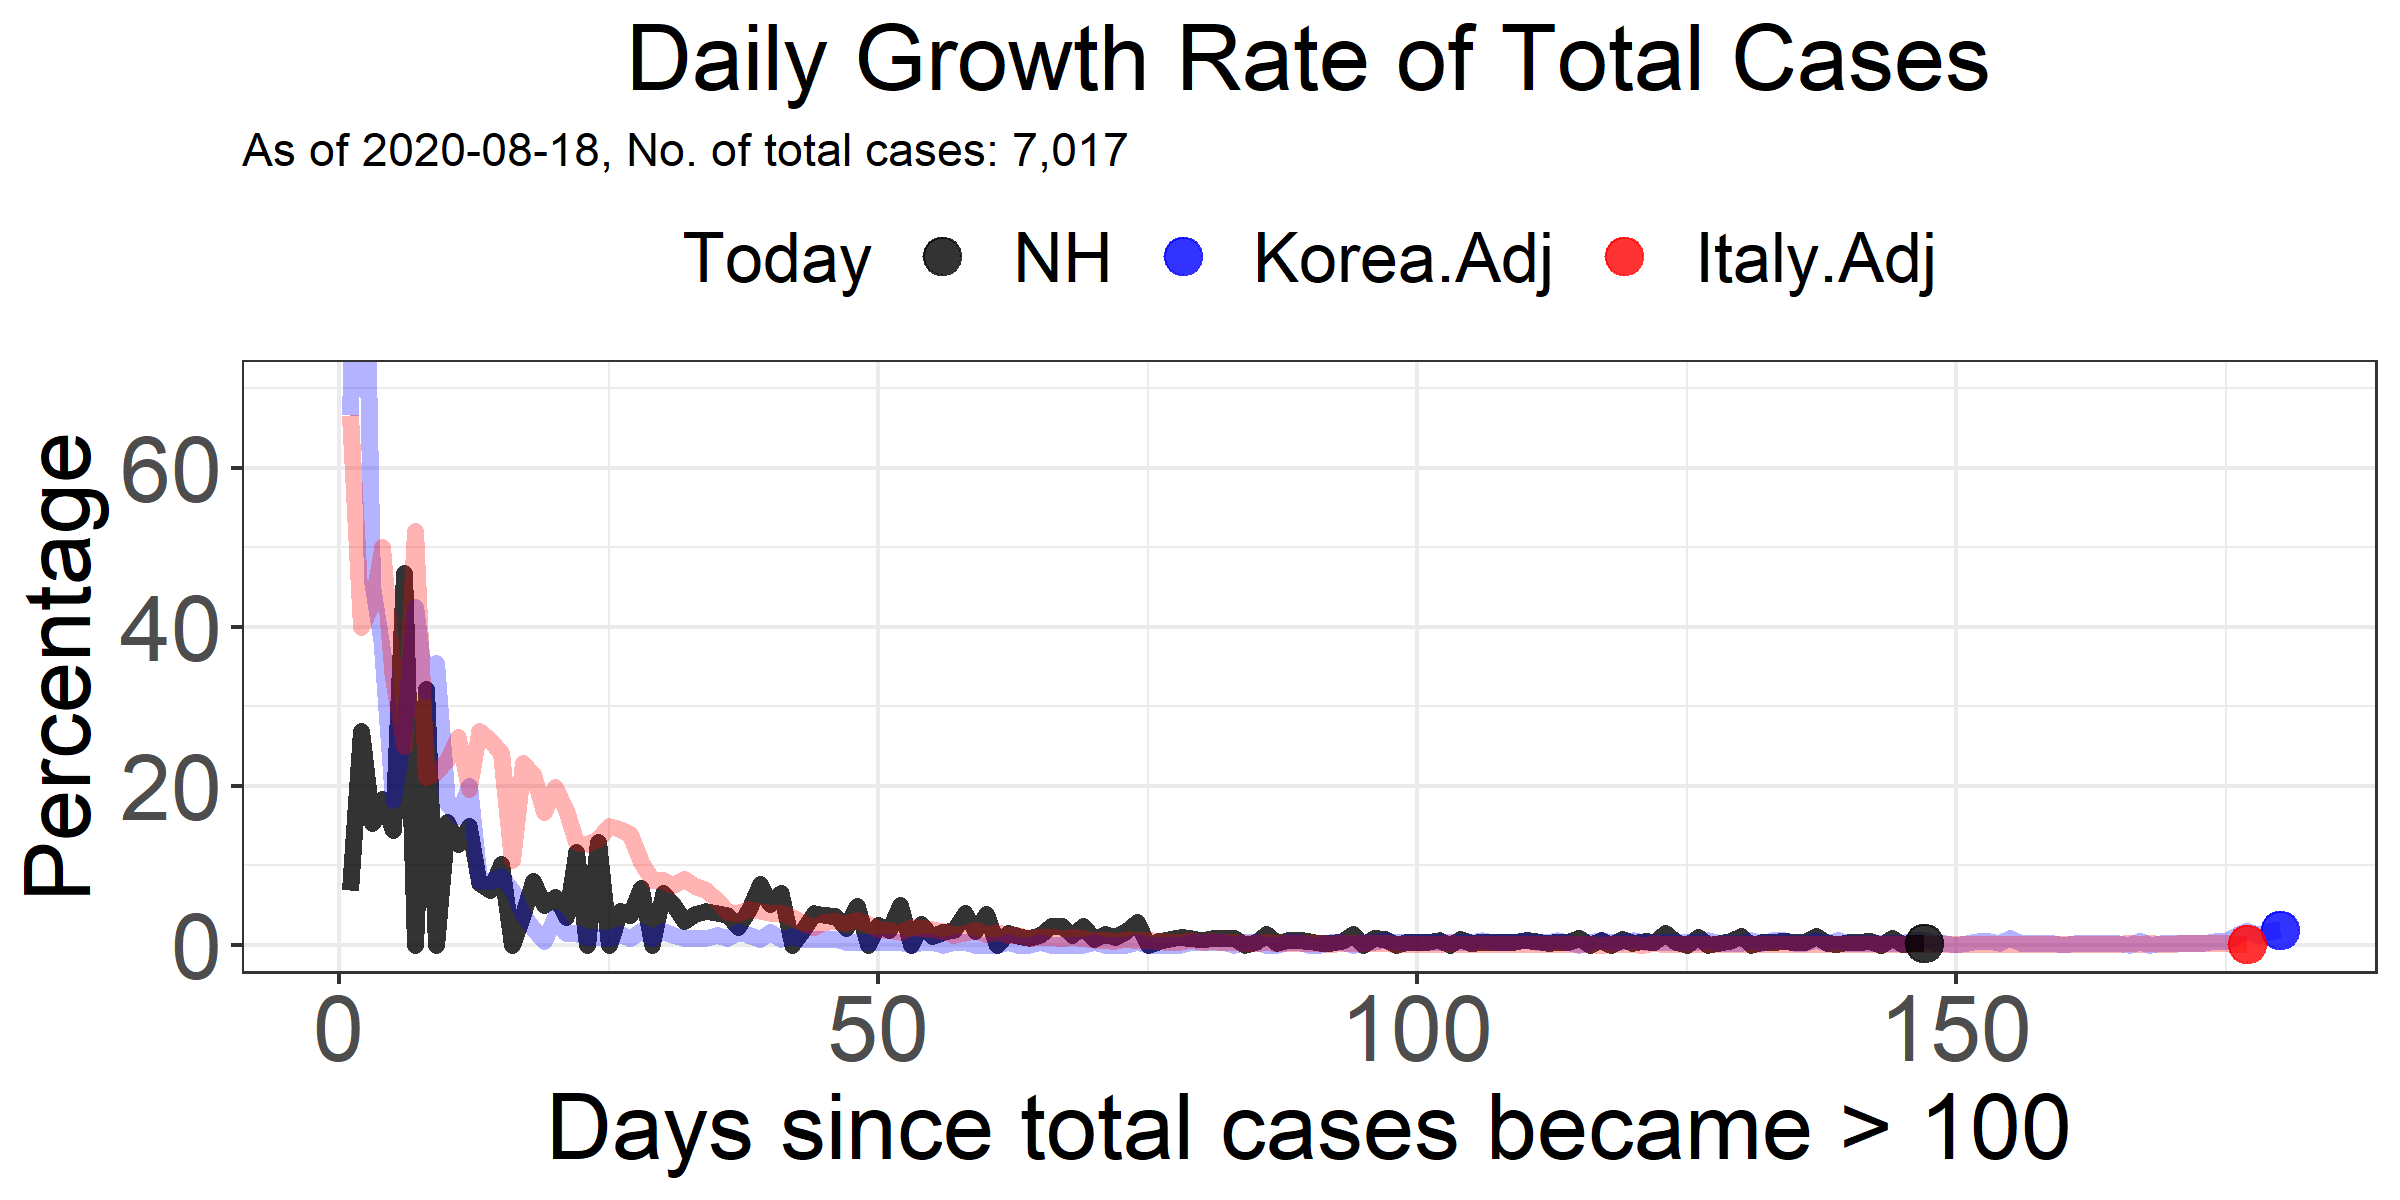 Daily Growth Rate of Total Cases
As of 2020-08-18, No. of total cases: 7,017
Today NH Korea.Adj Italy.Adj
Percentage
60
40
20
0
0 50 100 150
Days since total cases became > 100